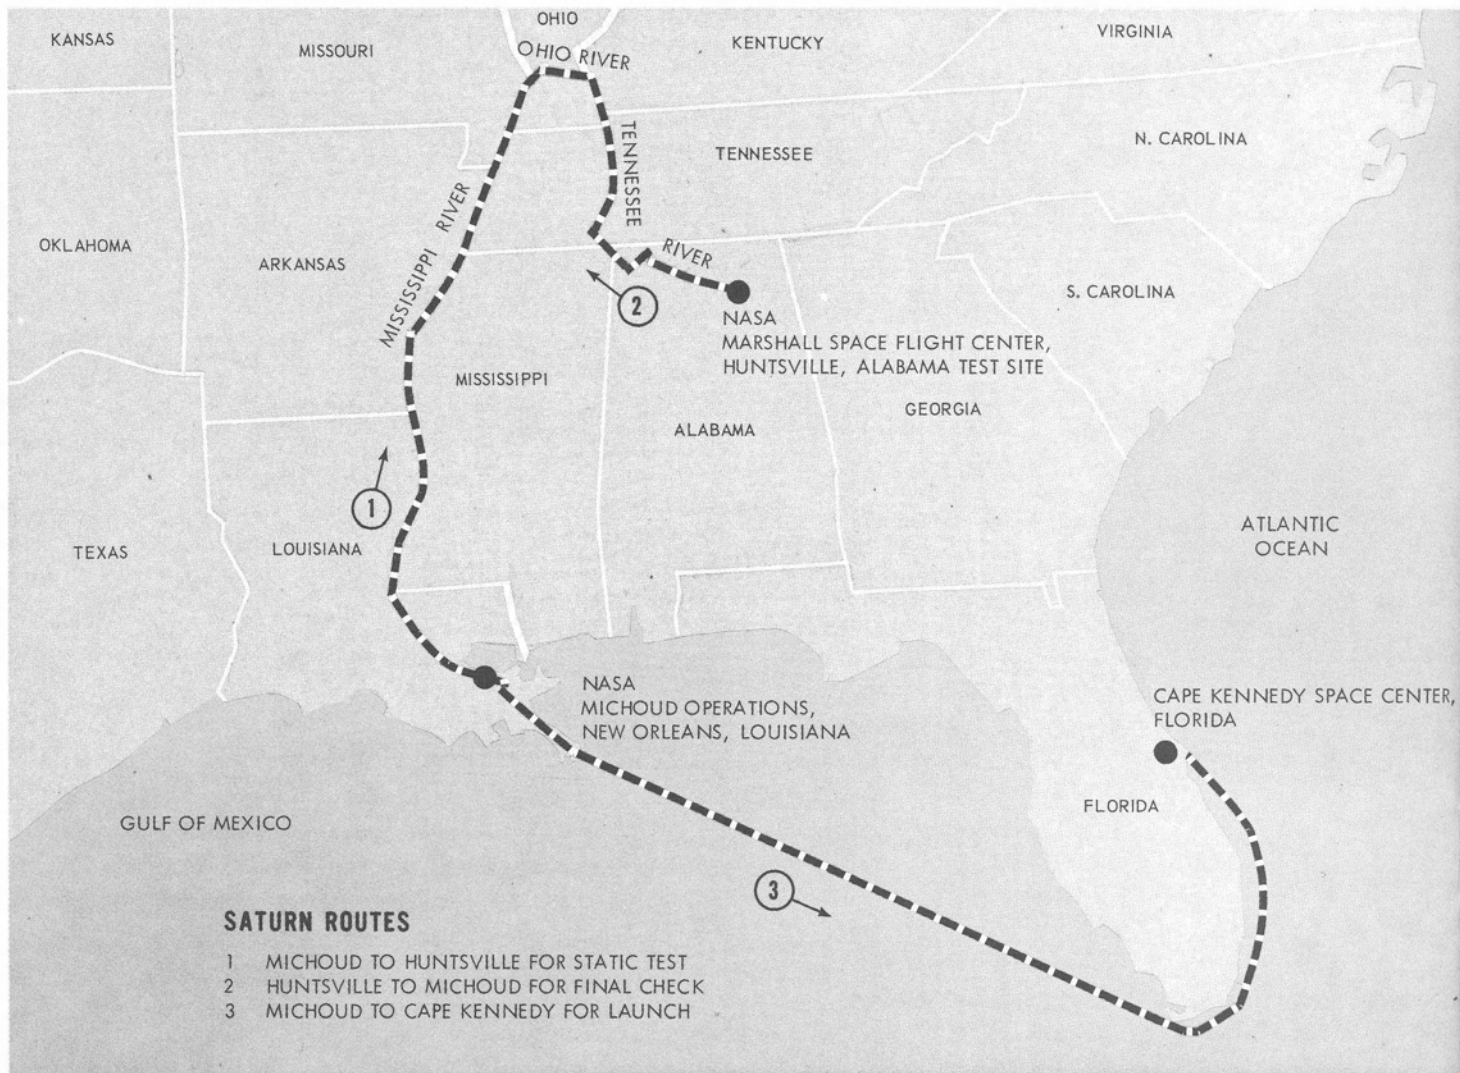 OHIO
KANSAS
MISSOURI
OHIO RIVER
KENTUCKY
VIRGINIA
TENNESSEE
TENNESSEE
N. CAROLINA
MISSISSIPPI RIVER
OKLAHOMA
ARKANSAS
RIVER
S. CAROLINA
2
NASA
MARSHALL SPACE FLIGHT CENTER,
HUNTSVILLE, ALABAMA TEST SITE
MISSISSIPPI
GEORGIA
ALABAMA
1
TEXAS
LOUISIANA
ATLANTIC
OCEAN
NASA
MICHOUD OPERATIONS,
NEW ORLEANS, LOUISIANA
CAPE KENNEDY SPACE CENTER,
FLORIDA
FLORIDA
GULF OF MEXICO
3
SATURN ROUTES
1 MICHOUD TO HUNTSVILLE FOR STATIC TEST
2 HUNTSVILLE TO MICHOUD FOR FINAL CHECK
3 MICHOUD TO CAPE KENNEDY FOR LAUNCH